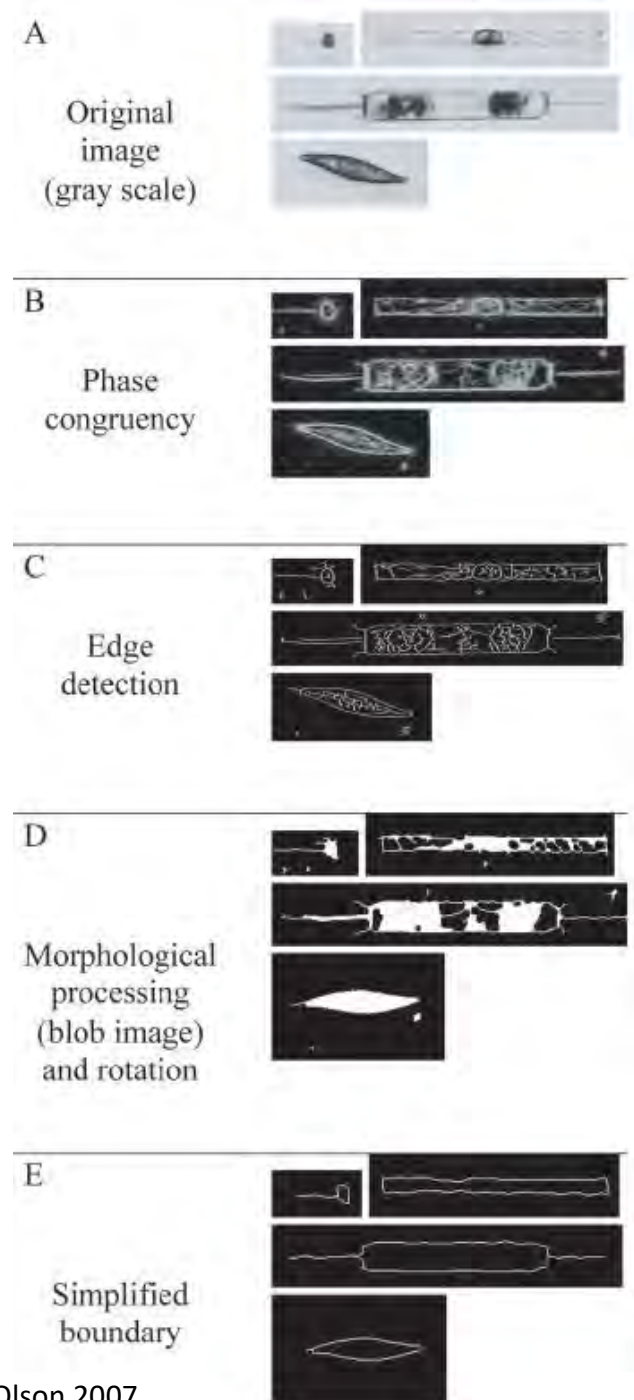 A
Original
image
(gray scale)
B
Phase
congruency
C
Edge
detection
D
Morphological
processing
(blob image)
and rotation
E
Simplified
boundary
Olson 2007